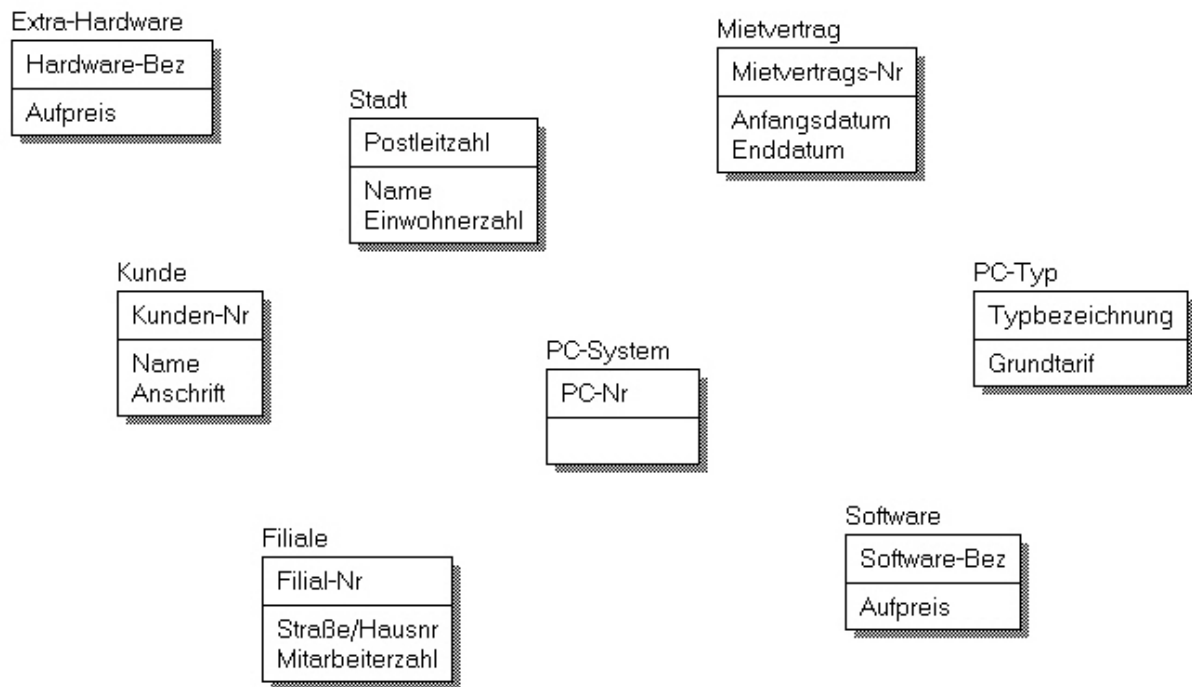 Extra-Hardware
Hardware-Bez
Aufpreis
Stadt
Postleitzahl
Name
Einwohnerzahl
Mietvertrag
Mietvertrags-Nr
Anfangsdatum
Enddatum
Kunde
Kunden-Nr
Name
Anschrift
PC-System
PC-Nr
PC-Typ
Typbezeichnung
Grundtarif
Filiale
Filial-Nr
Straße/Hausnr
Mitarbeiterzahl
Software
Software-Bez
Aufpreis